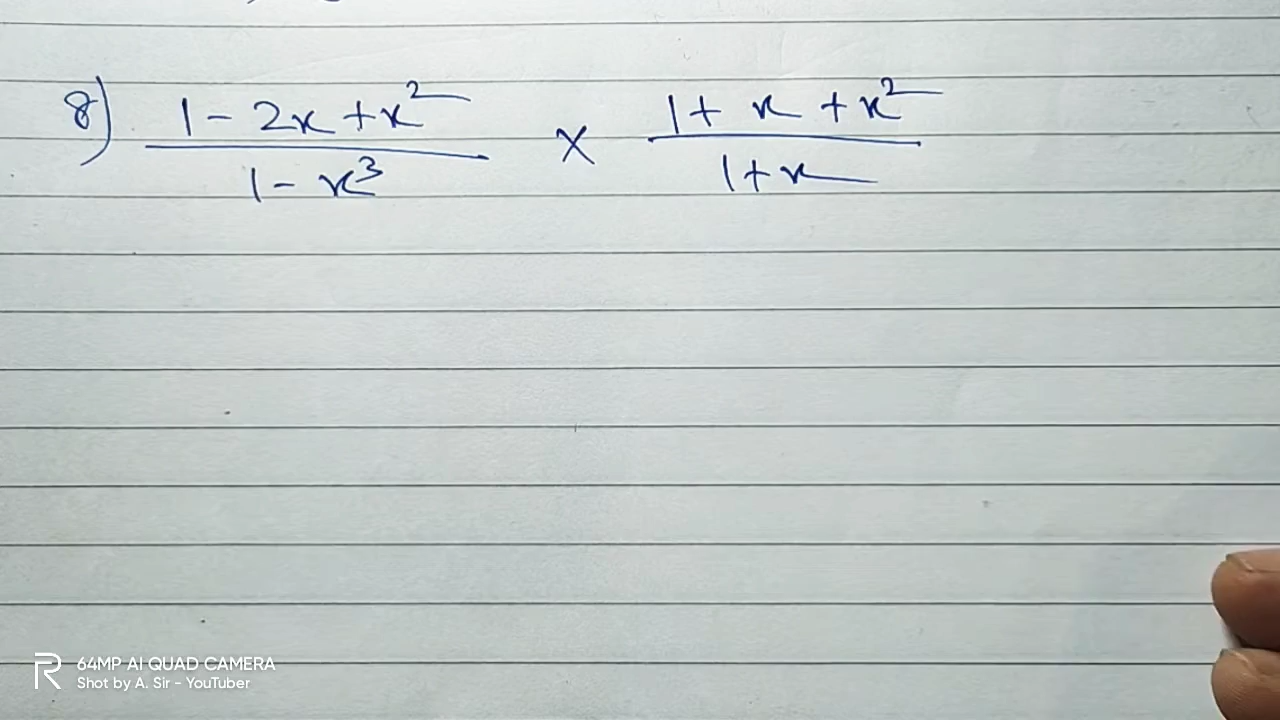 8) 1 - 2x + x² / 1 - x³ × 1 + x + x² / 1 + x
64MP AI QUAD CAMERA
Shot by A. Sir - YouTuber